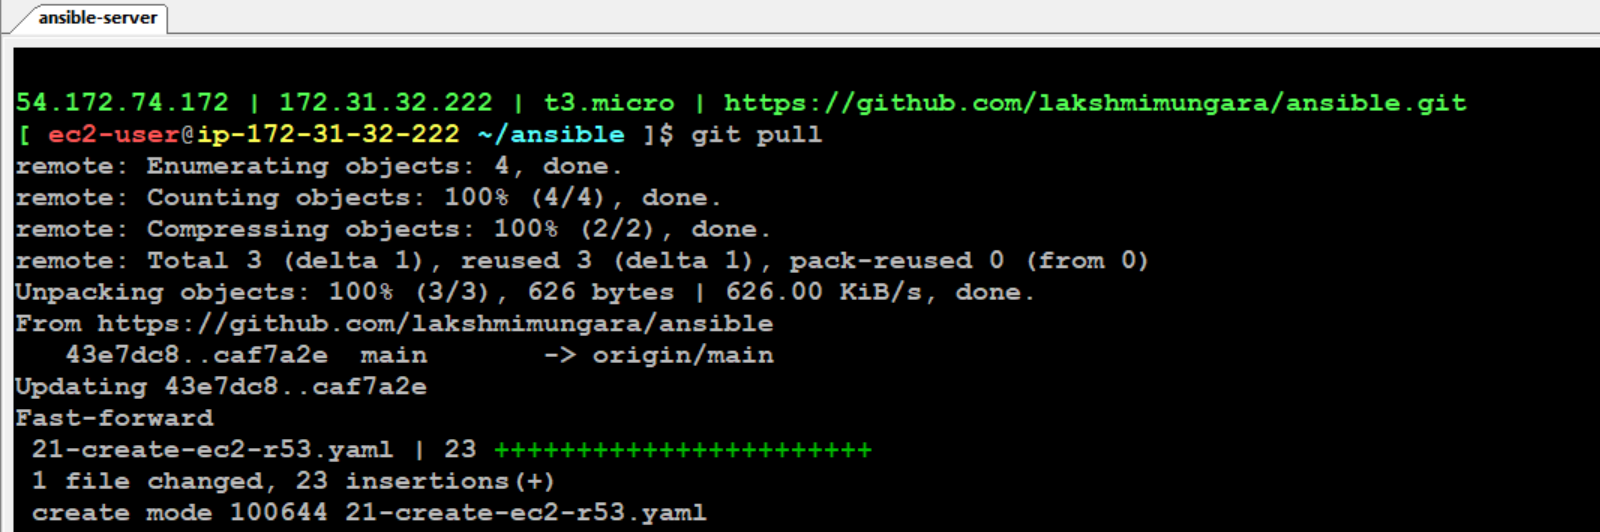 ansible-server
54.172.74.172 | 172.31.32.222 | t3.micro | https://github.com/lakshmimungara/ansible.git
[ ec2-user@ip-172-31-32-222 ~/ansible ]$ git pull
remote: Enumerating objects: 4, done.
remote: Counting objects: 100% (4/4), done.
remote: Compressing objects: 100% (2/2), done.
remote: Total 3 (delta 1), reused 3 (delta 1), pack-reused 0 (from 0)
Unpacking objects: 100% (3/3), 626 bytes | 626.00 KiB/s, done.
From https://github.com/lakshmimungara/ansible
   43e7dc8..caf7a2e  main       -> origin/main
Updating 43e7dc8..caf7a2e
Fast-forward
 21-create-ec2-r53.yaml | 23 +++++++++++++++++++++++
 1 file changed, 23 insertions(+)
 create mode 100644 21-create-ec2-r53.yaml